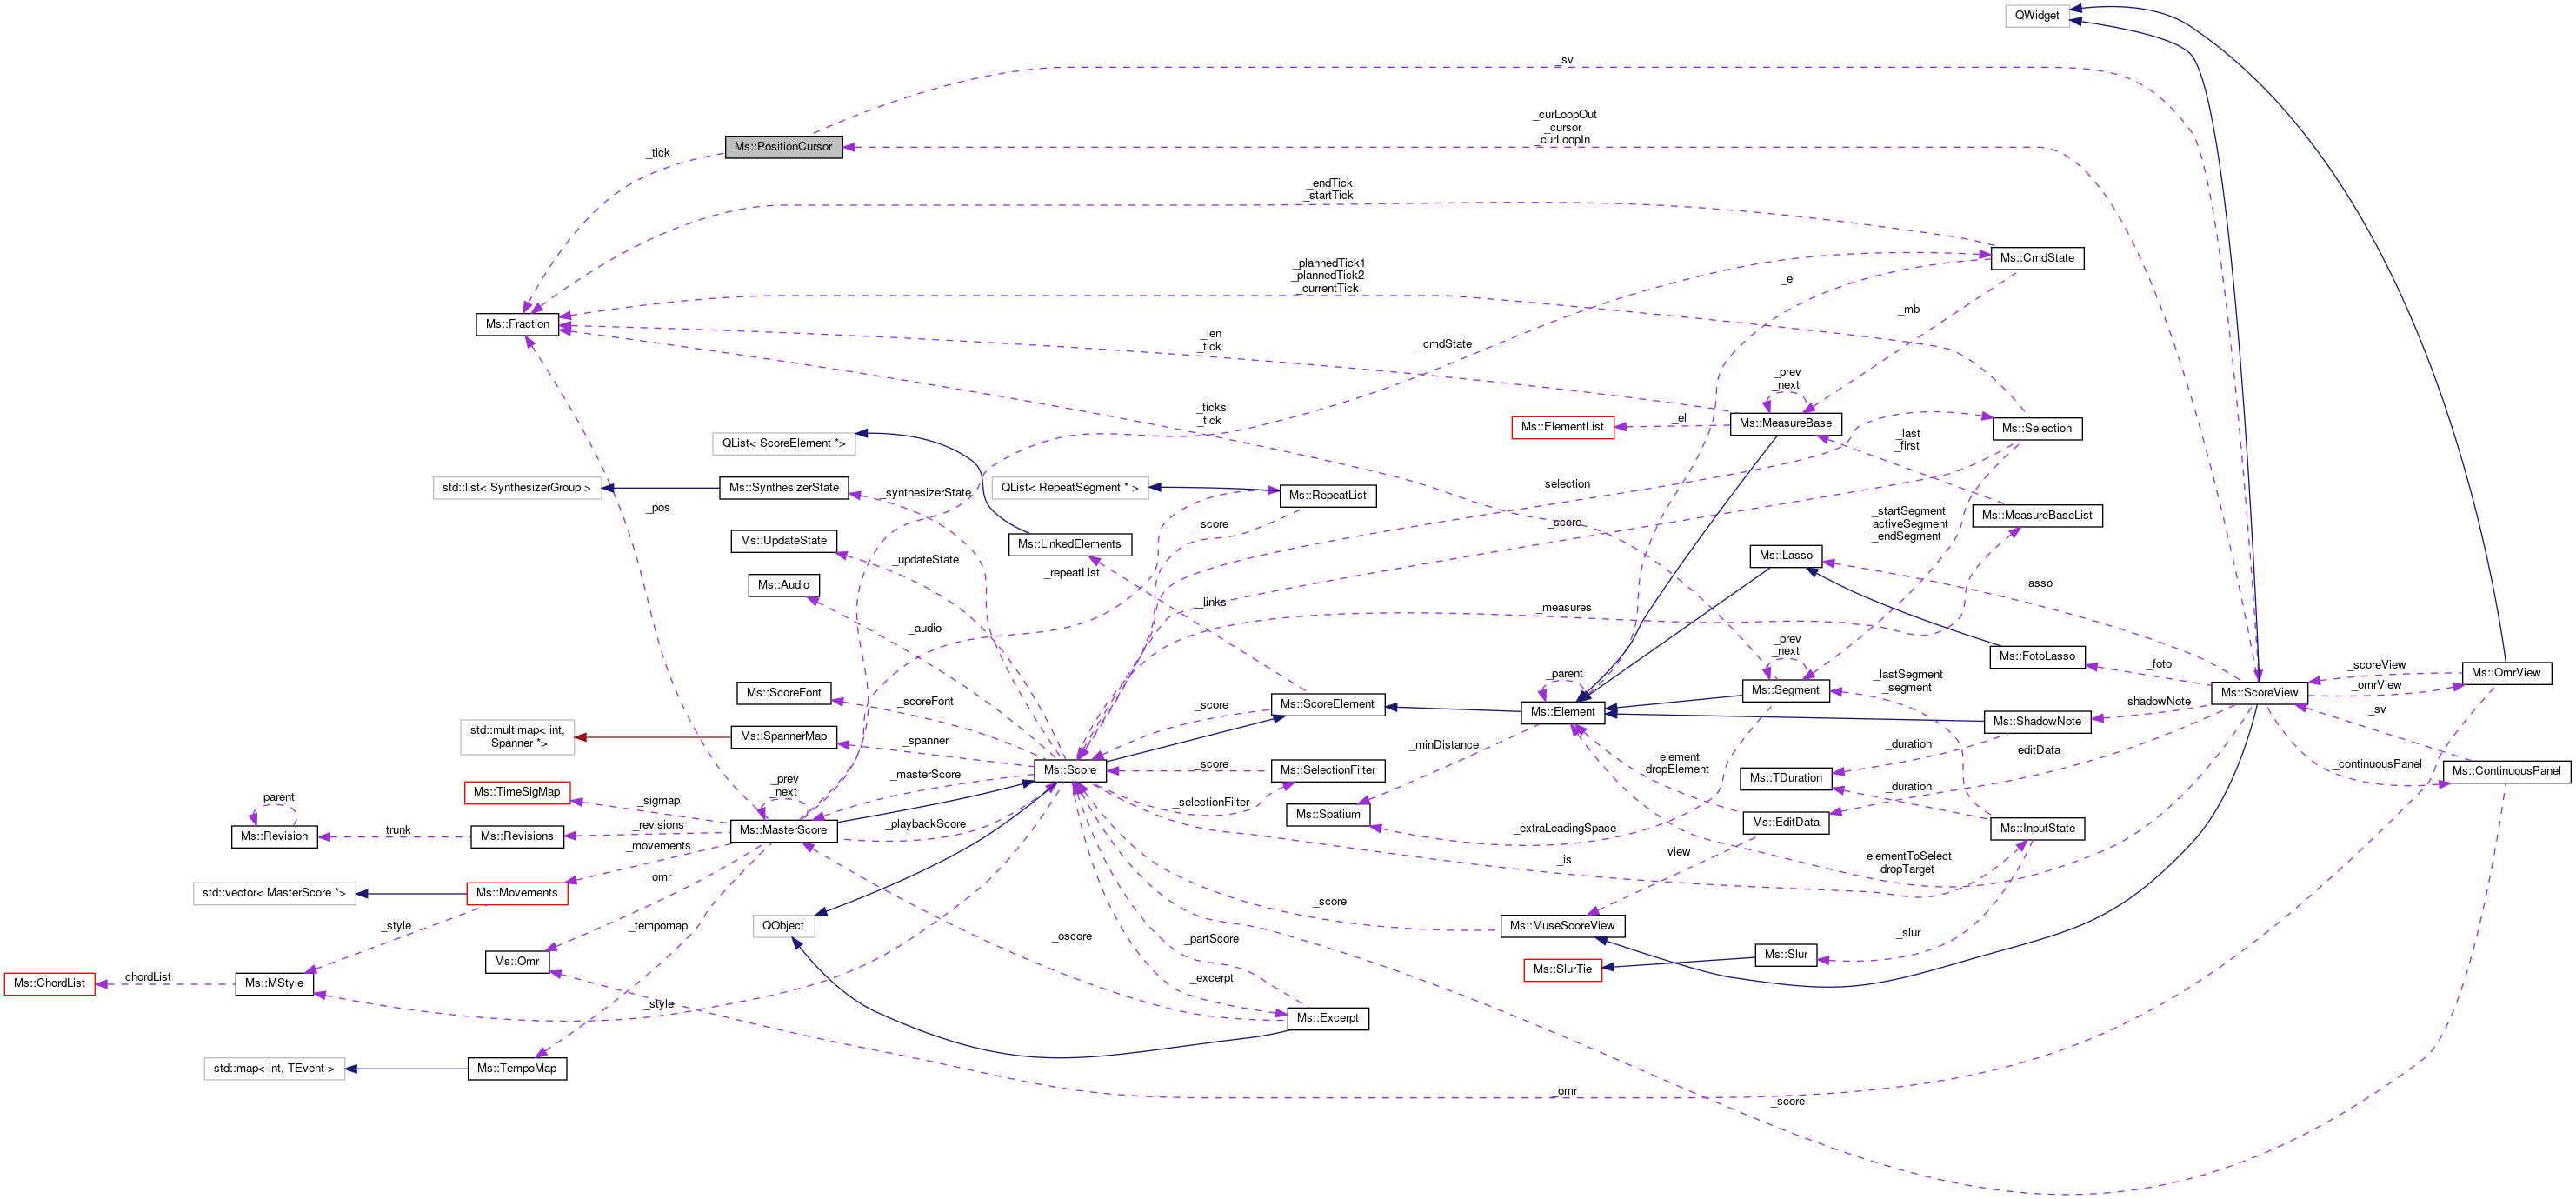 QWidget
_sv
_curLoopOut
_cursor
_curLoopIn
Ms::PositionCursor
_tick
_endTick
_startTick
Ms::CmdState
_plannedTick1
_plannedTick2
_currentTick
_el
_mb
Ms::Fraction
_len
_tick
_cmdState
_prev
_next
_ticks
_tick
Ms::ElementList
_el
Ms::MeasureBase
Ms::Selection
_last
_first
QList< ScoreElement *>
std::list< SynthesizerGroup >
Ms::SynthesizerState
_synthesizerState
QList< RepeatSegment * >
Ms::RepeatList
_selection
_pos
_score
_score
_startSegment
_activeSegment
_endSegment
Ms::MeasureBaseList
Ms::UpdateState
Ms::LinkedElements
_updateState
_repeatList
Ms::Lasso
Ms::Audio
lasso
_links
_measures
_audio
_prev
_next
Ms::FotoLasso
_foto
_scoreView
Ms::OmrView
_omrView
_parent
Ms::Segment
_lastSegment
_segment
Ms::ScoreView
Ms::ScoreFont
_scoreFont
Ms::ScoreElement
_score
Ms::Element
shadowNote
Ms::ShadowNote
_sv
std::multimap< int,
Spanner *>
Ms::SpannerMap
_spanner
_minDistance
element
dropElement
_duration
editData
_continuousPanel
Ms::Score
_score
Ms::SelectionFilter
Ms::TDuration
Ms::ContinuousPanel
_prev
_next
_masterScore
Ms::TimeSigMap
_sigmap
_parent
_selectionFilter
Ms::Spatium
_duration
Ms::Revision
_trunk
Ms::Revisions
_revisions
Ms::MasterScore
_playbackScore
_extraLeadingSpace
Ms::EditData
Ms::InputState
_movements
view
_is
elementToSelect
dropTarget
std::vector< MasterScore *>
Ms::Movements
_omr
_score
_style
_tempomap
QObject
_oscore
_partScore
Ms::MuseScoreView
_slur
Ms::Omr
Ms::Slur
Ms::SlurTie
Ms::ChordList
_chordList
Ms::MStyle
_excerpt
_style
Ms::Excerpt
std::map< int, TEvent >
Ms::TempoMap
_omr
_score